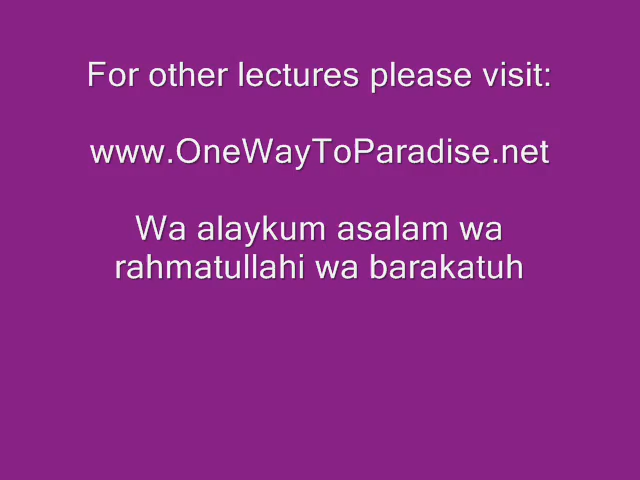 For other lectures please visit:
www.OneWayToParadise.net
Wa alaykum asalam wa
rahmatullahi wa barakatuh